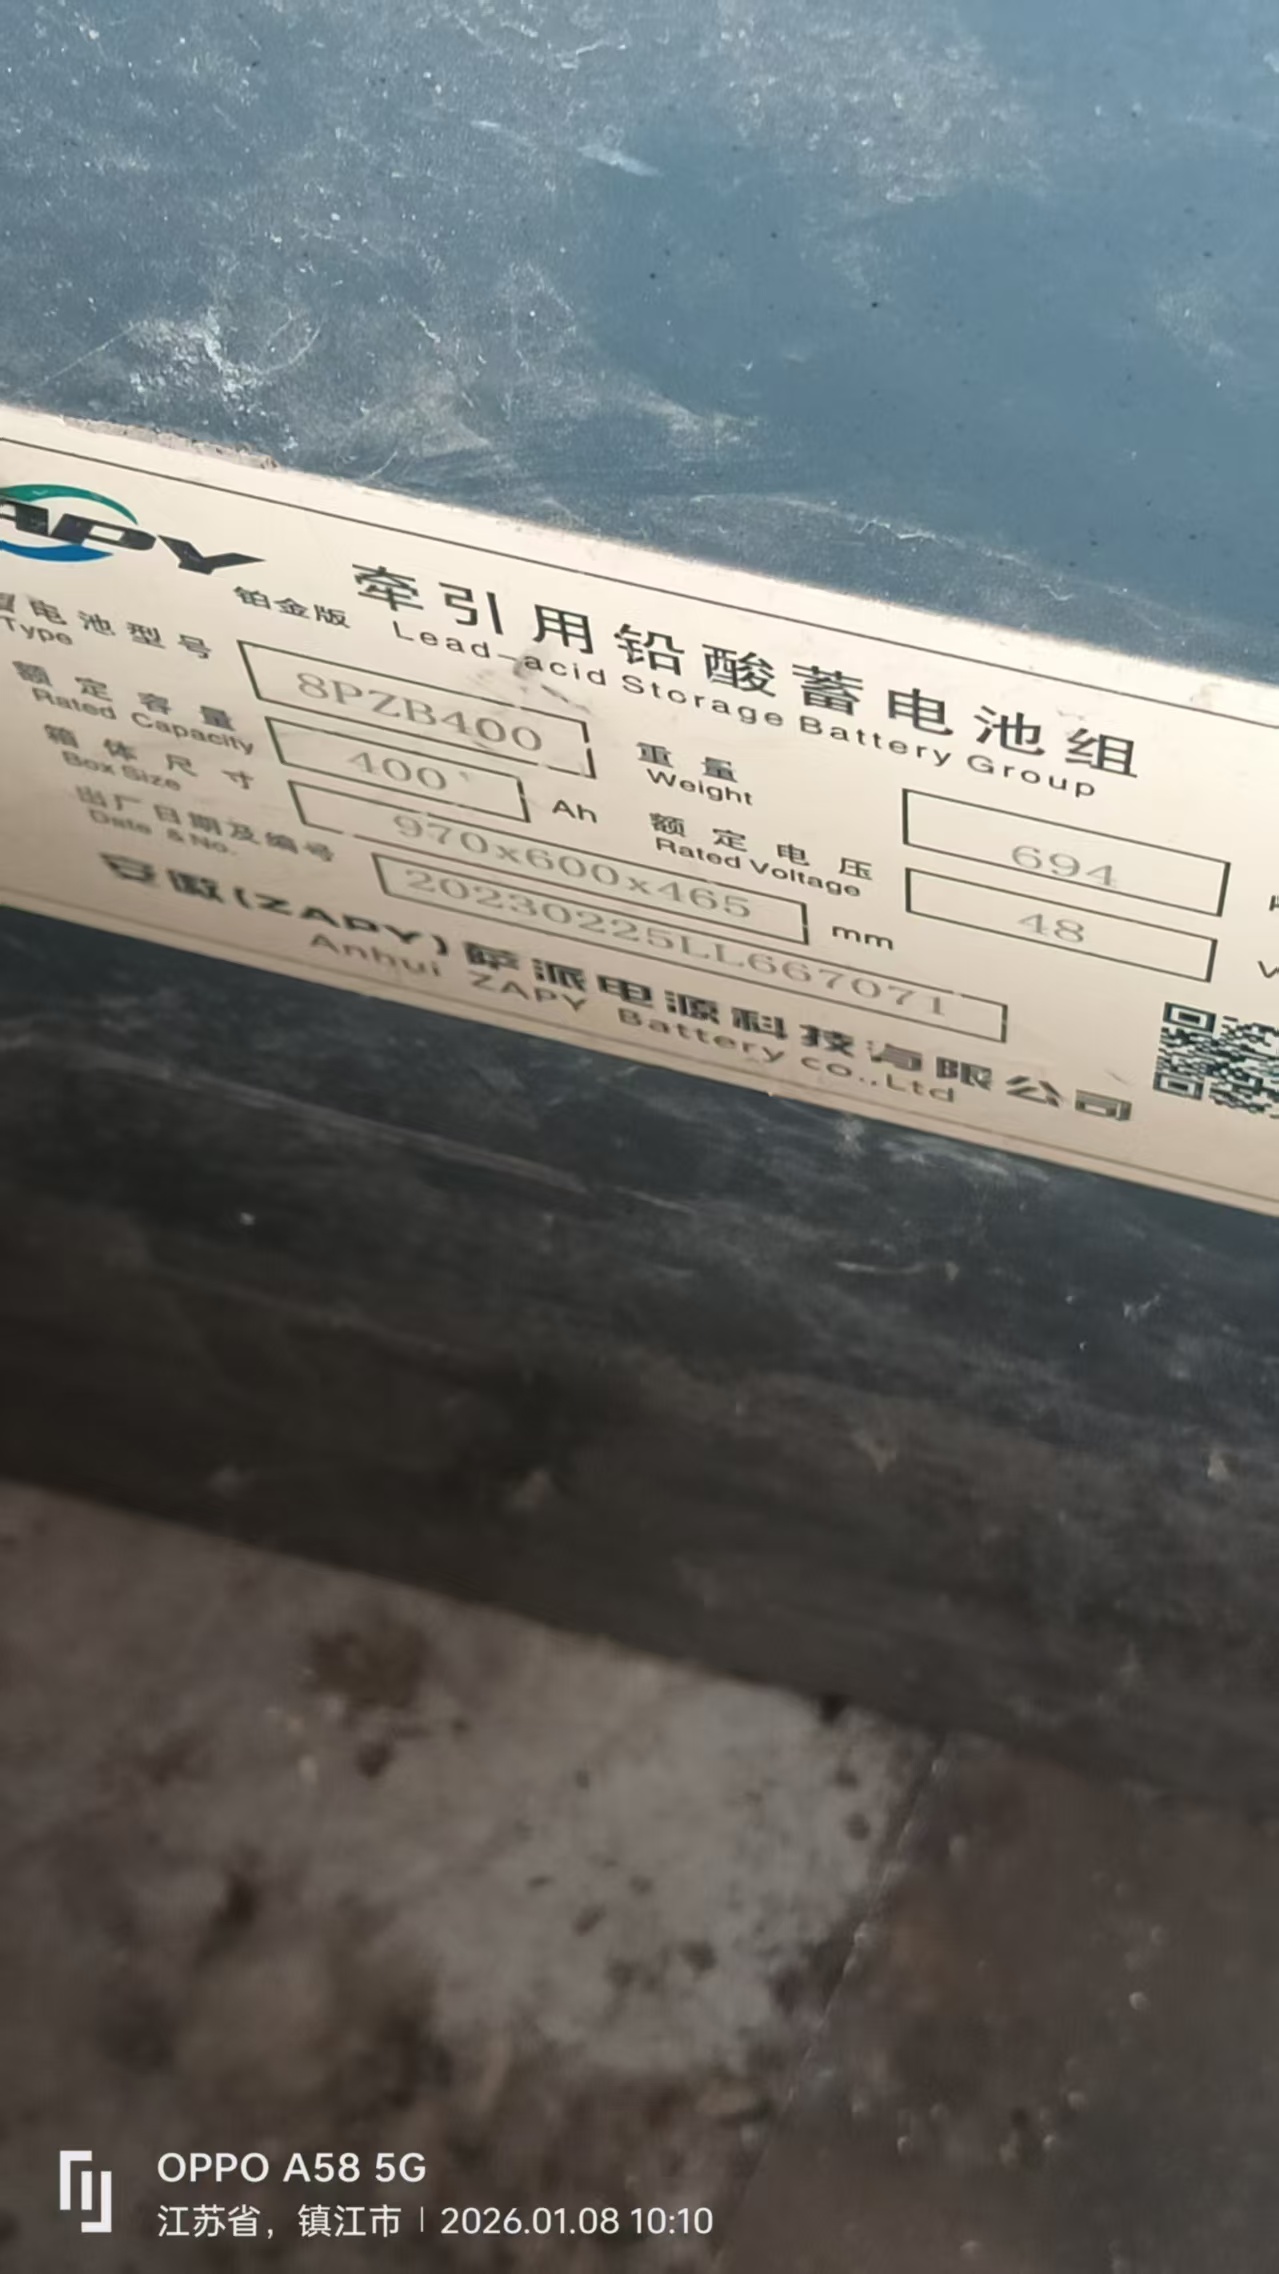 APY 铂金版 牵引用铅酸蓄电池组
Lead-acid Storage Battery Group
电池型号 8PZB400 重量 694
Type Weight
额定容量 400 Ah 额定电压 48 V
Rated Capacity Rated Voltage
箱体尺寸 970x600x465 mm
Box Size
出厂日期及编号 20230225LL667071
Date & No.
安徽(ZAPY)萨派电源科技有限公司
Anhui ZAPY Battery co.,Ltd
OPPO A58 5G
江苏省，镇江市 | 2026.01.08 10:10